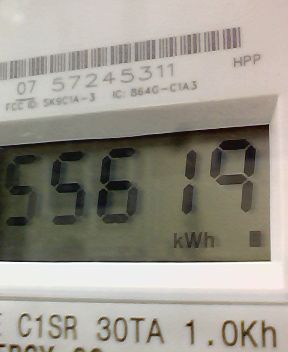 07 57245311
HPP
FCC ID: SK9C1A-3 IC: 864G-C1A3
55619
kWh
C1SR 30TA 1.0Kh